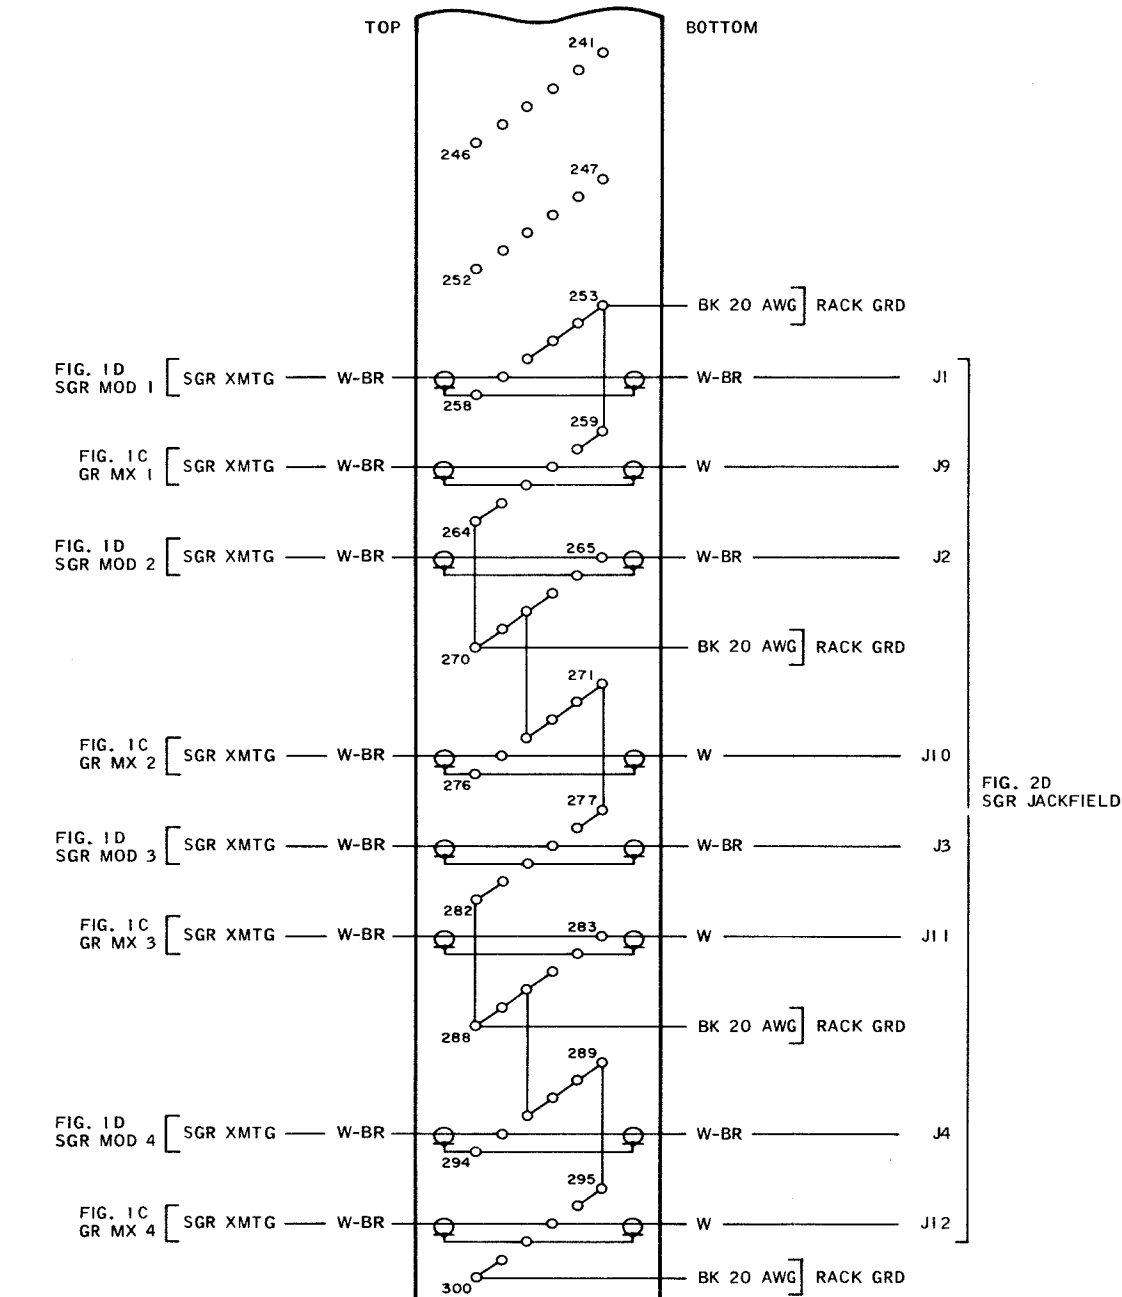 TOP
BOTTOM
241
246
247
252
253
BK 20 AWG] RACK GRD
FIG. 1D
SGR MOD 1 [SGR XMTG — W-BR
W-BR — J1
258
259
FIG. 1C
GR MX 1 [SGR XMTG — W-BR
W — J9
264
FIG. 1D
SGR MOD 2 [SGR XMTG — W-BR
265
W-BR — J2
270
BK 20 AWG] RACK GRD
271
FIG. 1C
GR MX 2 [SGR XMTG — W-BR
W — J10
276
277
FIG. 2D
SGR JACKFIELD
FIG. 1D
SGR MOD 3 [SGR XMTG — W-BR
W-BR — J3
282
FIG. 1C
GR MX 3 [SGR XMTG — W-BR
283
W — J11
288
BK 20 AWG] RACK GRD
289
FIG. 1D
SGR MOD 4 [SGR XMTG — W-BR
W-BR — J4
294
295
FIG. 1C
GR MX 4 [SGR XMTG — W-BR
W — J12
300
BK 20 AWG] RACK GRD